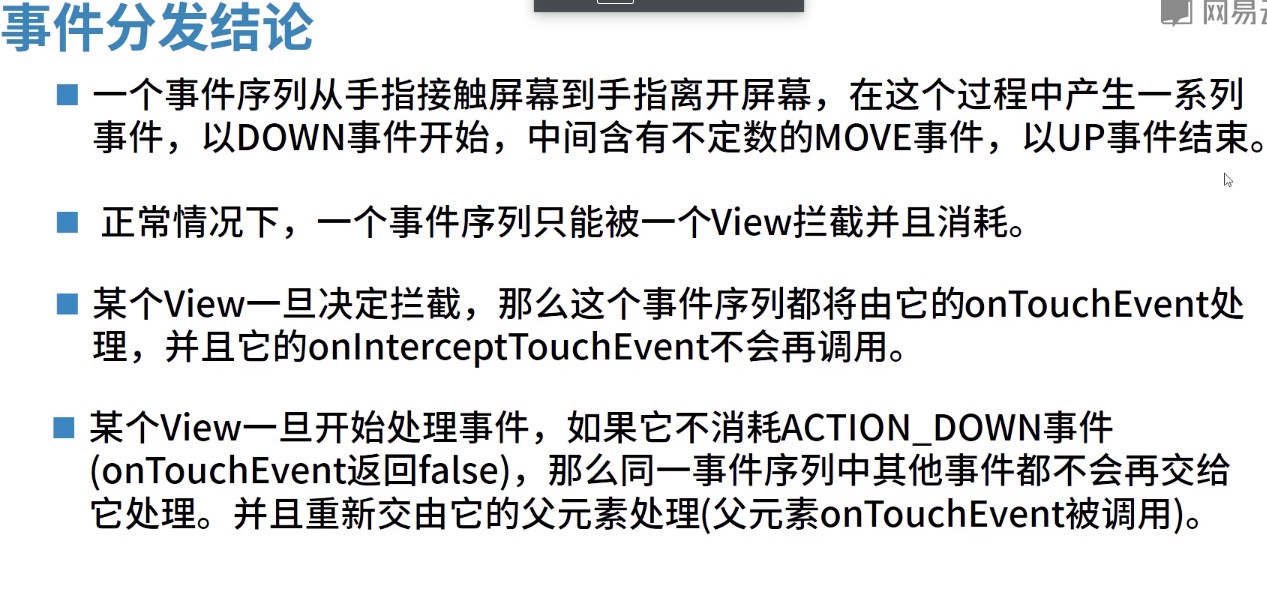 事件分发结论
网易云
一个事件序列从手指接触屏幕到手指离开屏幕，在这个过程中产生一系列
事件，以DOWN事件开始，中间含有不定数的MOVE事件，以UP事件结束。
正常情况下，一个事件序列只能被一个View拦截并且消耗。
某个View一旦决定拦截，那么这个事件序列都将由它的onTouchEvent处
理，并且它的onInterceptTouchEvent不会再调用。
某个View一旦开始处理事件，如果它不消耗ACTION_DOWN事件
(onTouchEvent返回false)，那么同一事件序列中其他事件都不会再交给
它处理。并且重新交由它的父元素处理(父元素onTouchEvent被调用)。